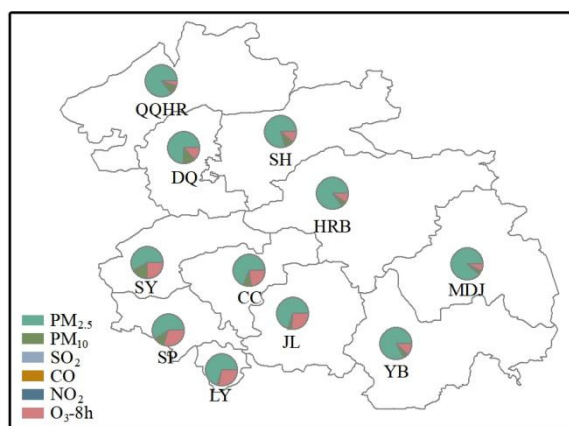 QQHR
DQ
SH
HRB
SY
CC
MDJ
SP
JL
LY
YB
PM2.5
PM10
SO2
CO
NO2
O3-8h